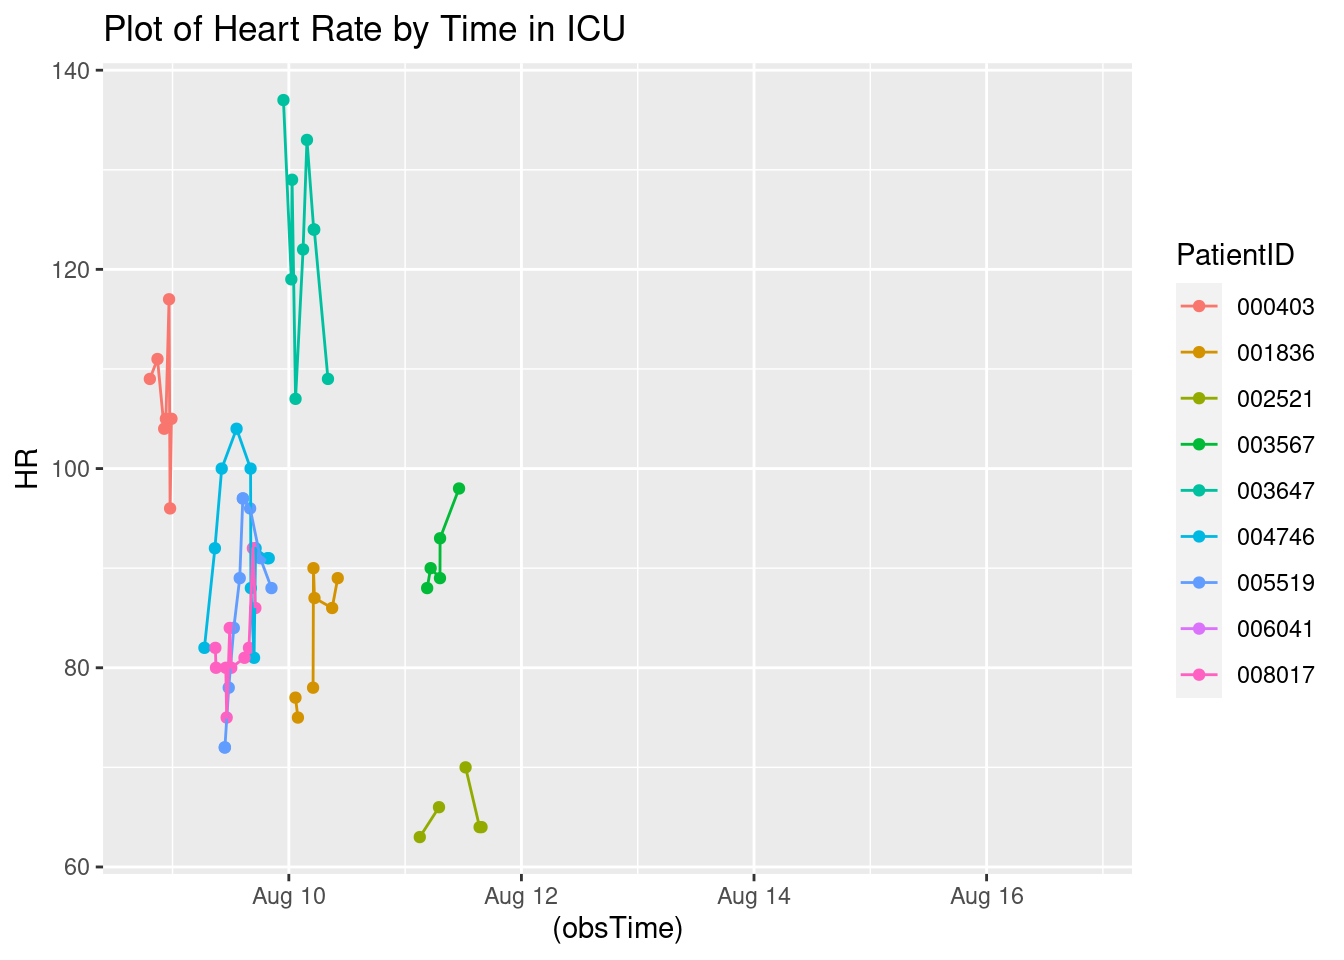 Plot of Heart Rate by Time in ICU
140
120
100
80
60
HR
Aug 10
Aug 12
Aug 14
Aug 16
(obsTime)
PatientID
000403
001836
002521
003567
003647
004746
005519
006041
008017